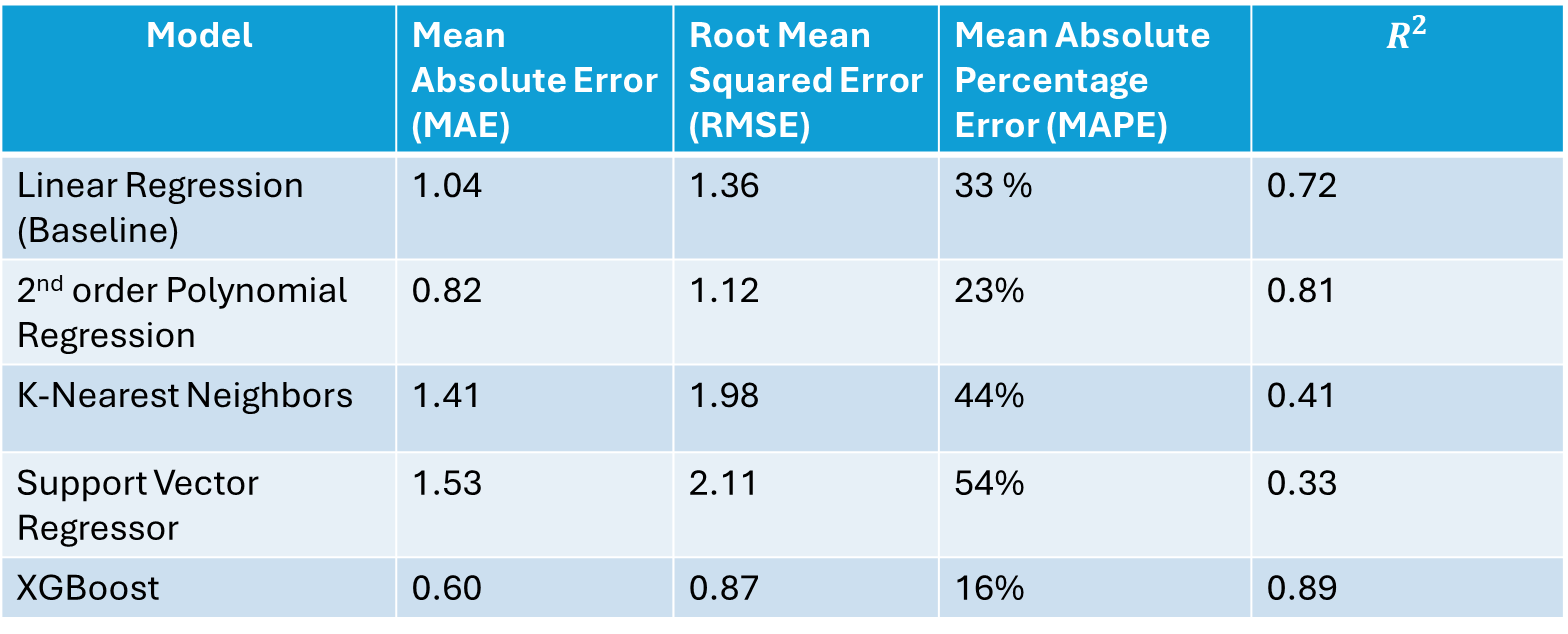 Model
Mean
Absolute Error
(MAE)
Root Mean
Squared Error
(RMSE)
Mean Absolute
Percentage
Error (MAPE)
R²
Linear Regression
(Baseline)
1.04
1.36
33 %
0.72
2nd order Polynomial
Regression
0.82
1.12
23%
0.81
K-Nearest Neighbors
1.41
1.98
44%
0.41
Support Vector
Regressor
1.53
2.11
54%
0.33
XGBoost
0.60
0.87
16%
0.89